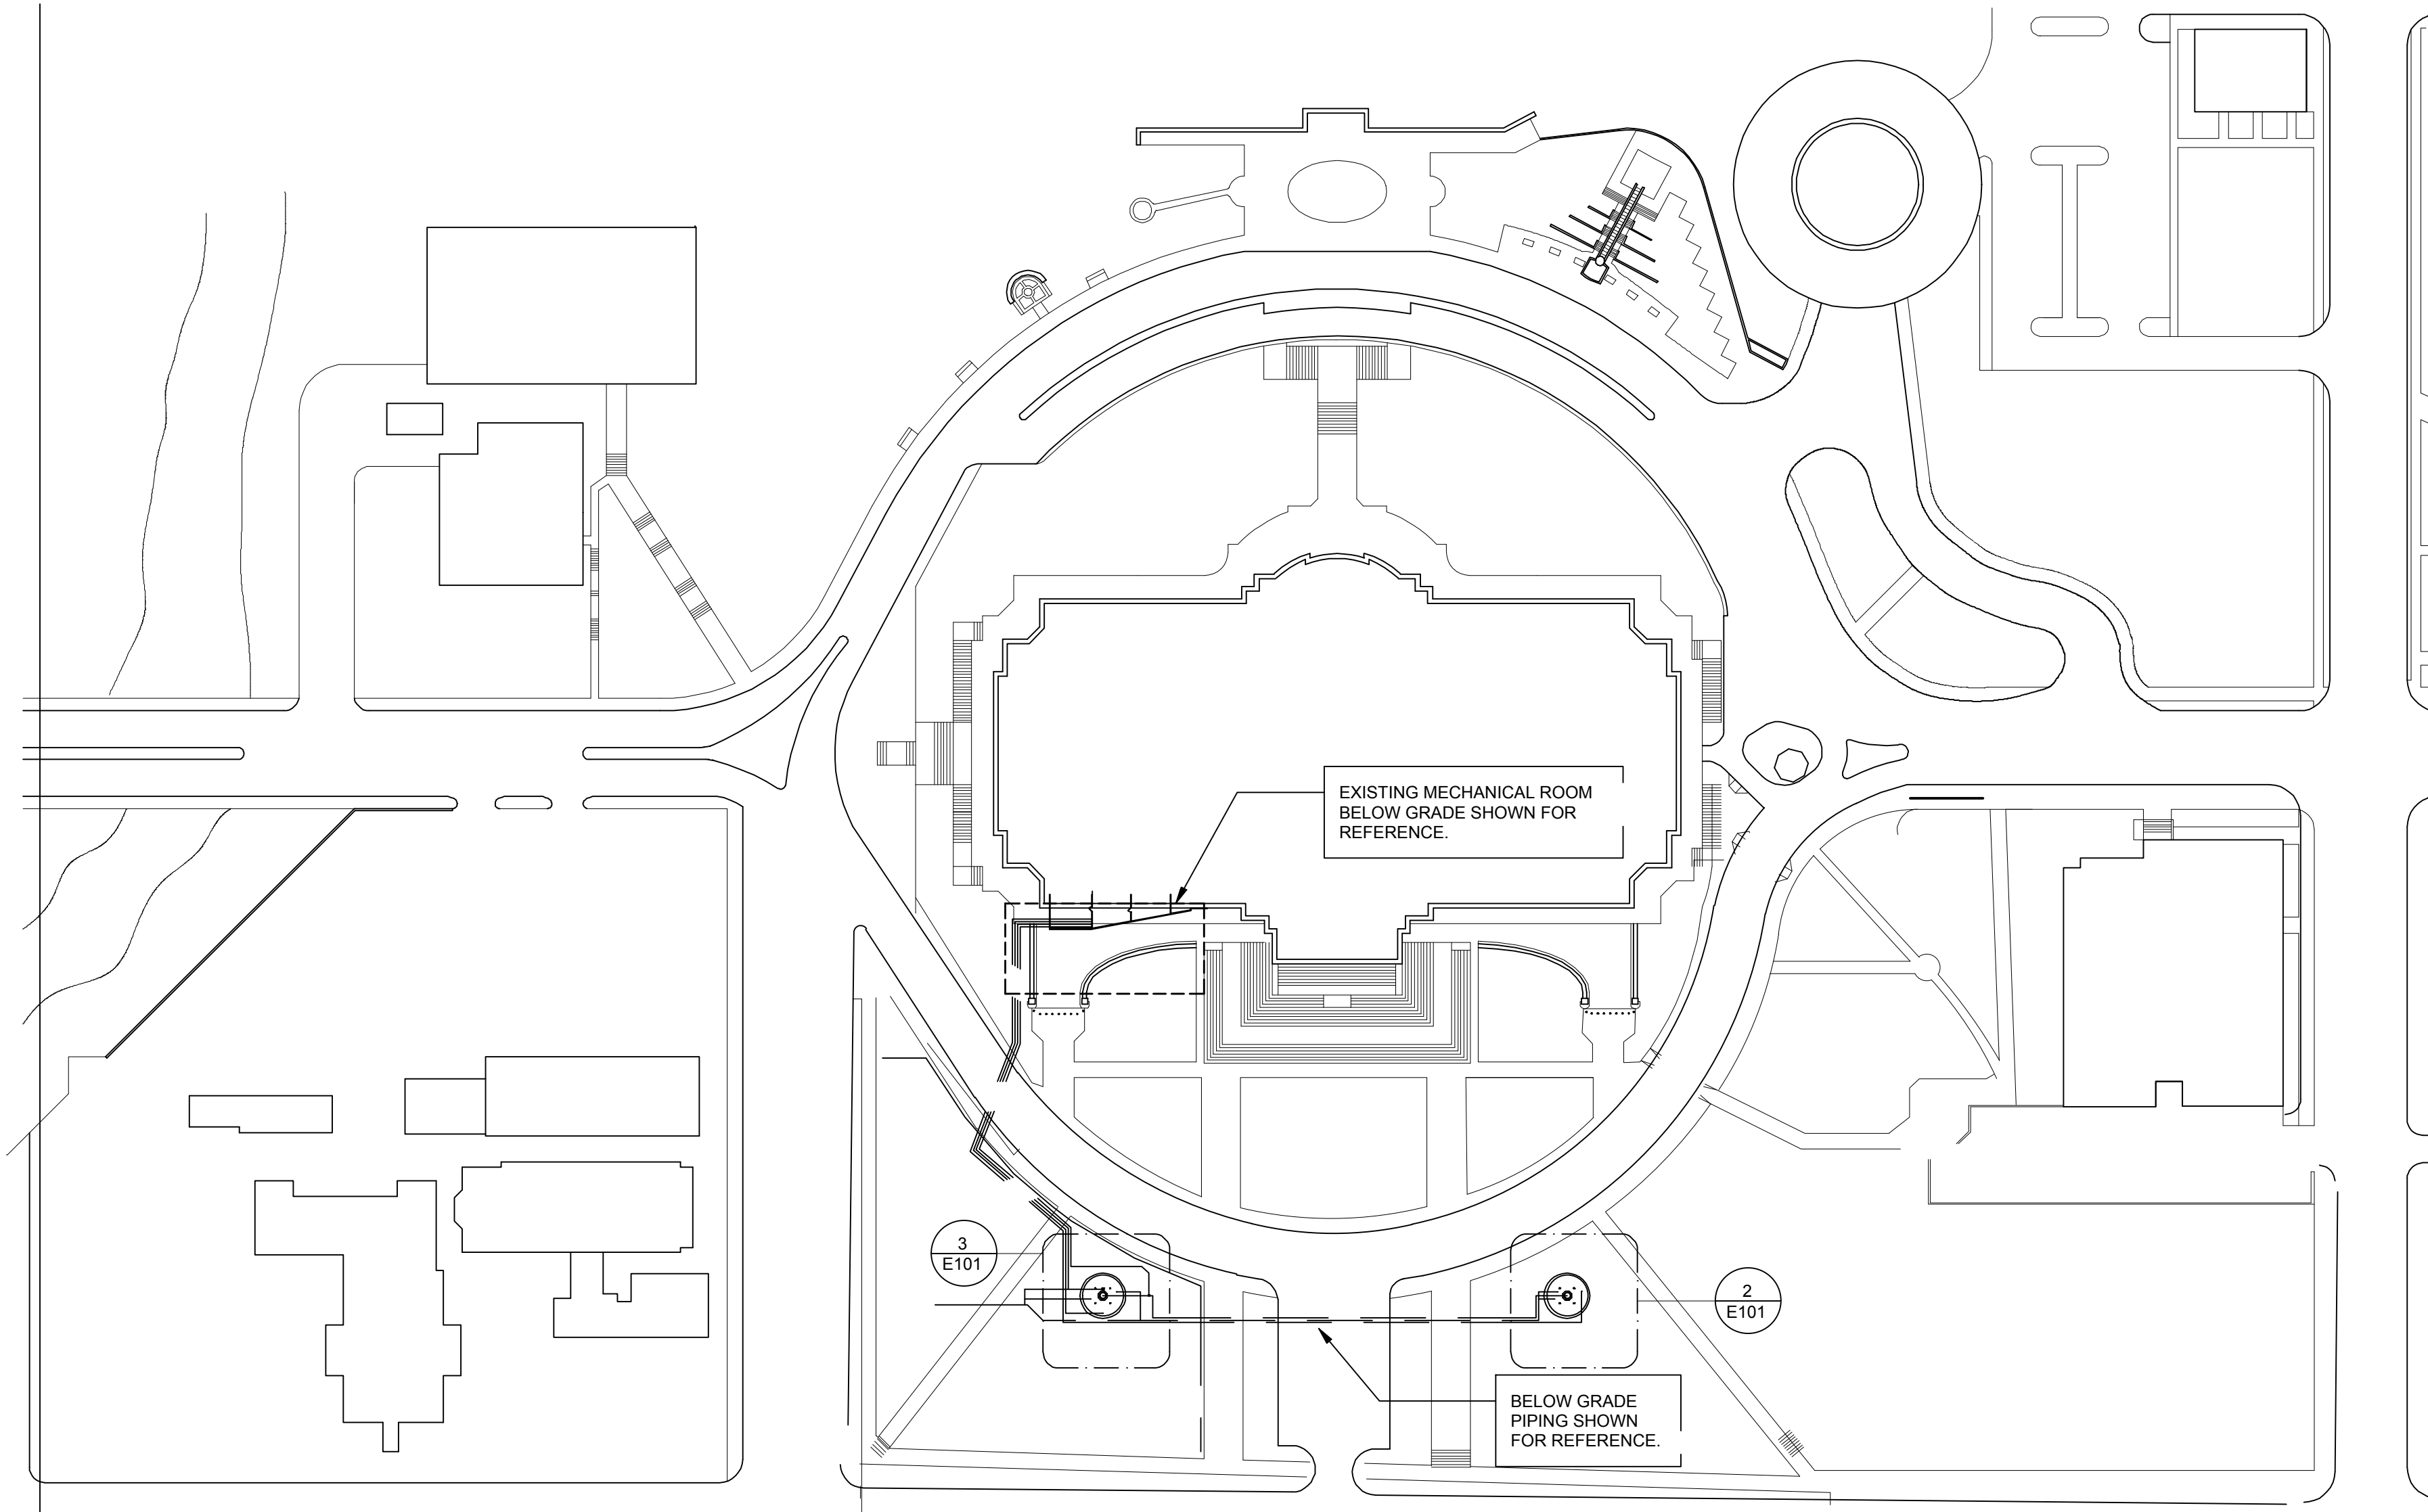 EXISTING MECHANICAL ROOM
BELOW GRADE SHOWN FOR
REFERENCE.
3
E101
2
E101
BELOW GRADE
PIPING SHOWN
FOR REFERENCE.